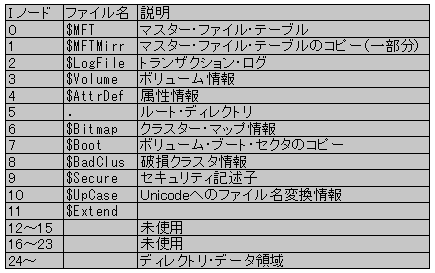 Iノード ファイル名 説明
0 $MFT マスター・ファイル・テーブル
1 $MFTMirr マスター・ファイル・テーブルのコピー(一部分)
2 $LogFile トランザクション・ログ
3 $Volume ボリューム情報
4 $AttrDef 属性情報
5 . ルート・ディレクトリ
6 $Bitmap クラスター・マップ情報
7 $Boot ボリューム・ブート・セクタのコピー
8 $BadClus 破損クラスタ情報
9 $Secure セキュリティ記述子
10 $UpCase Unicodeへのファイル名変換情報
11 $Extend
12～15 未使用
16～23 未使用
24～ ディレクトリ・データ領域